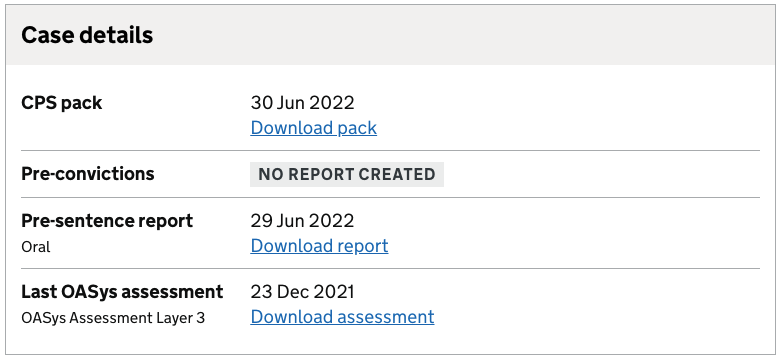 Case details
CPS pack
30 Jun 2022
Download pack
Pre-convictions
NO REPORT CREATED
Pre-sentence report
Oral
29 Jun 2022
Download report
Last OASys assessment
OASys Assessment Layer 3
23 Dec 2021
Download assessment